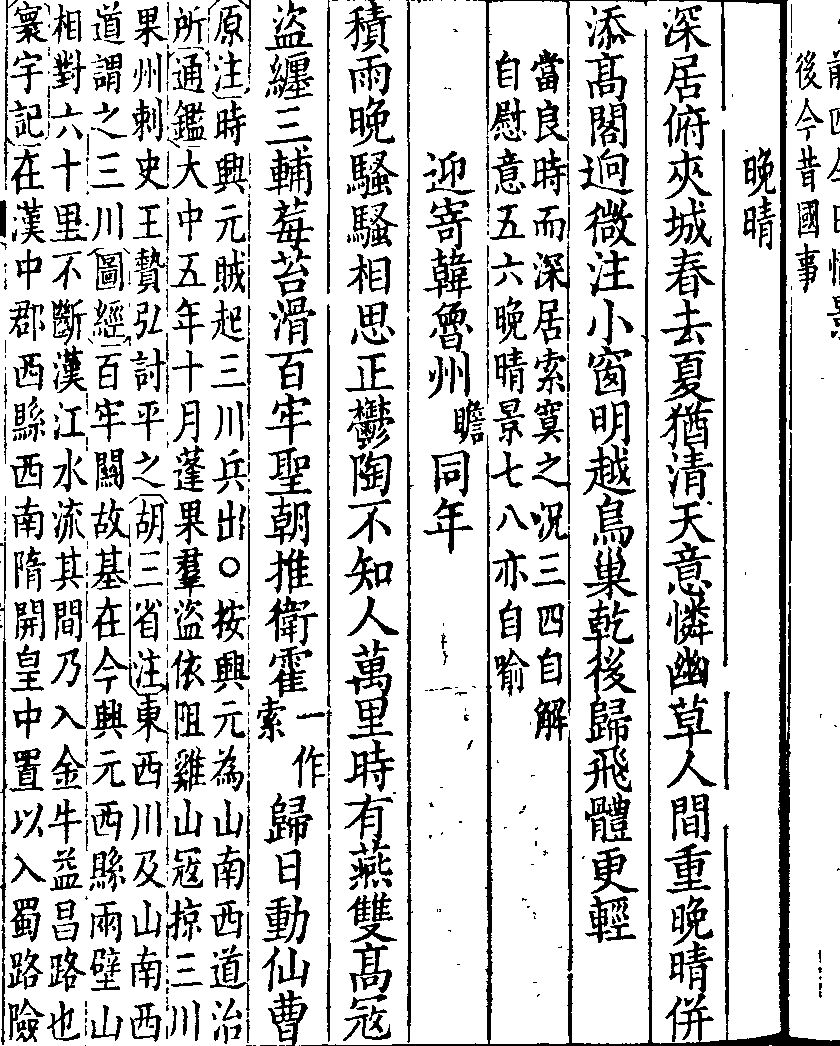 後今昔國事
晚晴
深居俯夾城春去夏猶清天意憐幽草人間重晚晴併
添高閣逈微注小窗明越鳥巢乾後歸飛體更輕
當良時而深居索寞之況三四自解
自慰意五六晚晴景七八亦自喻
迎寄韓魯州瞻同年
積雨晚騷騷相思正鬱陶不知人萬里時有燕雙高冦
盜纏三輔莓苔滑百牢聖朝推衛霍一作索歸日動仙曹
原注時興元賊起三川兵出○按興元為山南西道治
所通鑑大中五年十月蓬果羣盜依阻雞山冦掠三川
果州刺史王贄弘討平之胡三省注東西川及山南西
道謂之三川圖經百牢關故基在今興元西縣兩壁山
相對六十里不斷漢江水流其間乃入金牛益昌路也
寰宇記在漢中郡西縣西南隋開皇中置以入蜀路險